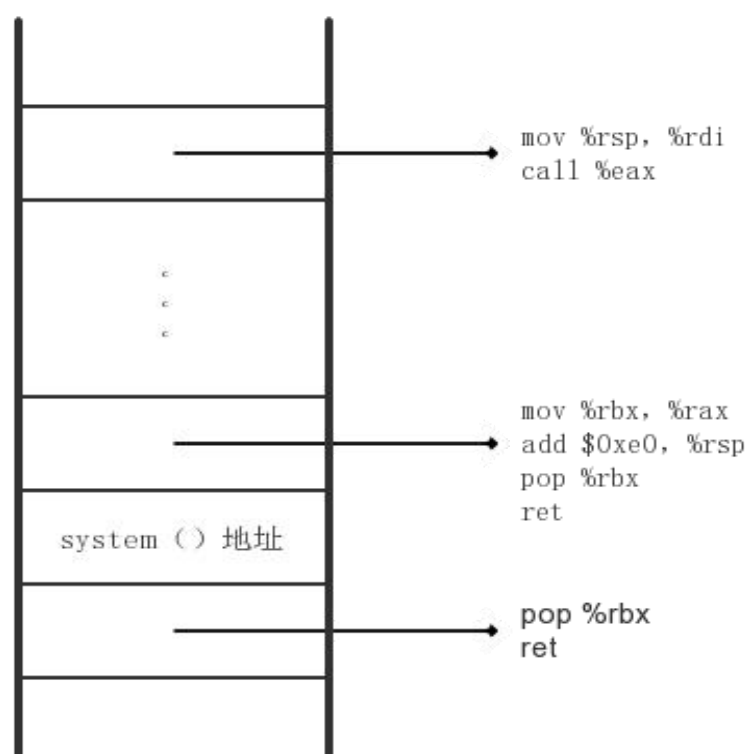 mov %rsp, %rdi
call %eax
mov %rbx, %rax
add $0xe0, %rsp
pop %rbx
ret
system () 地址
pop %rbx
ret